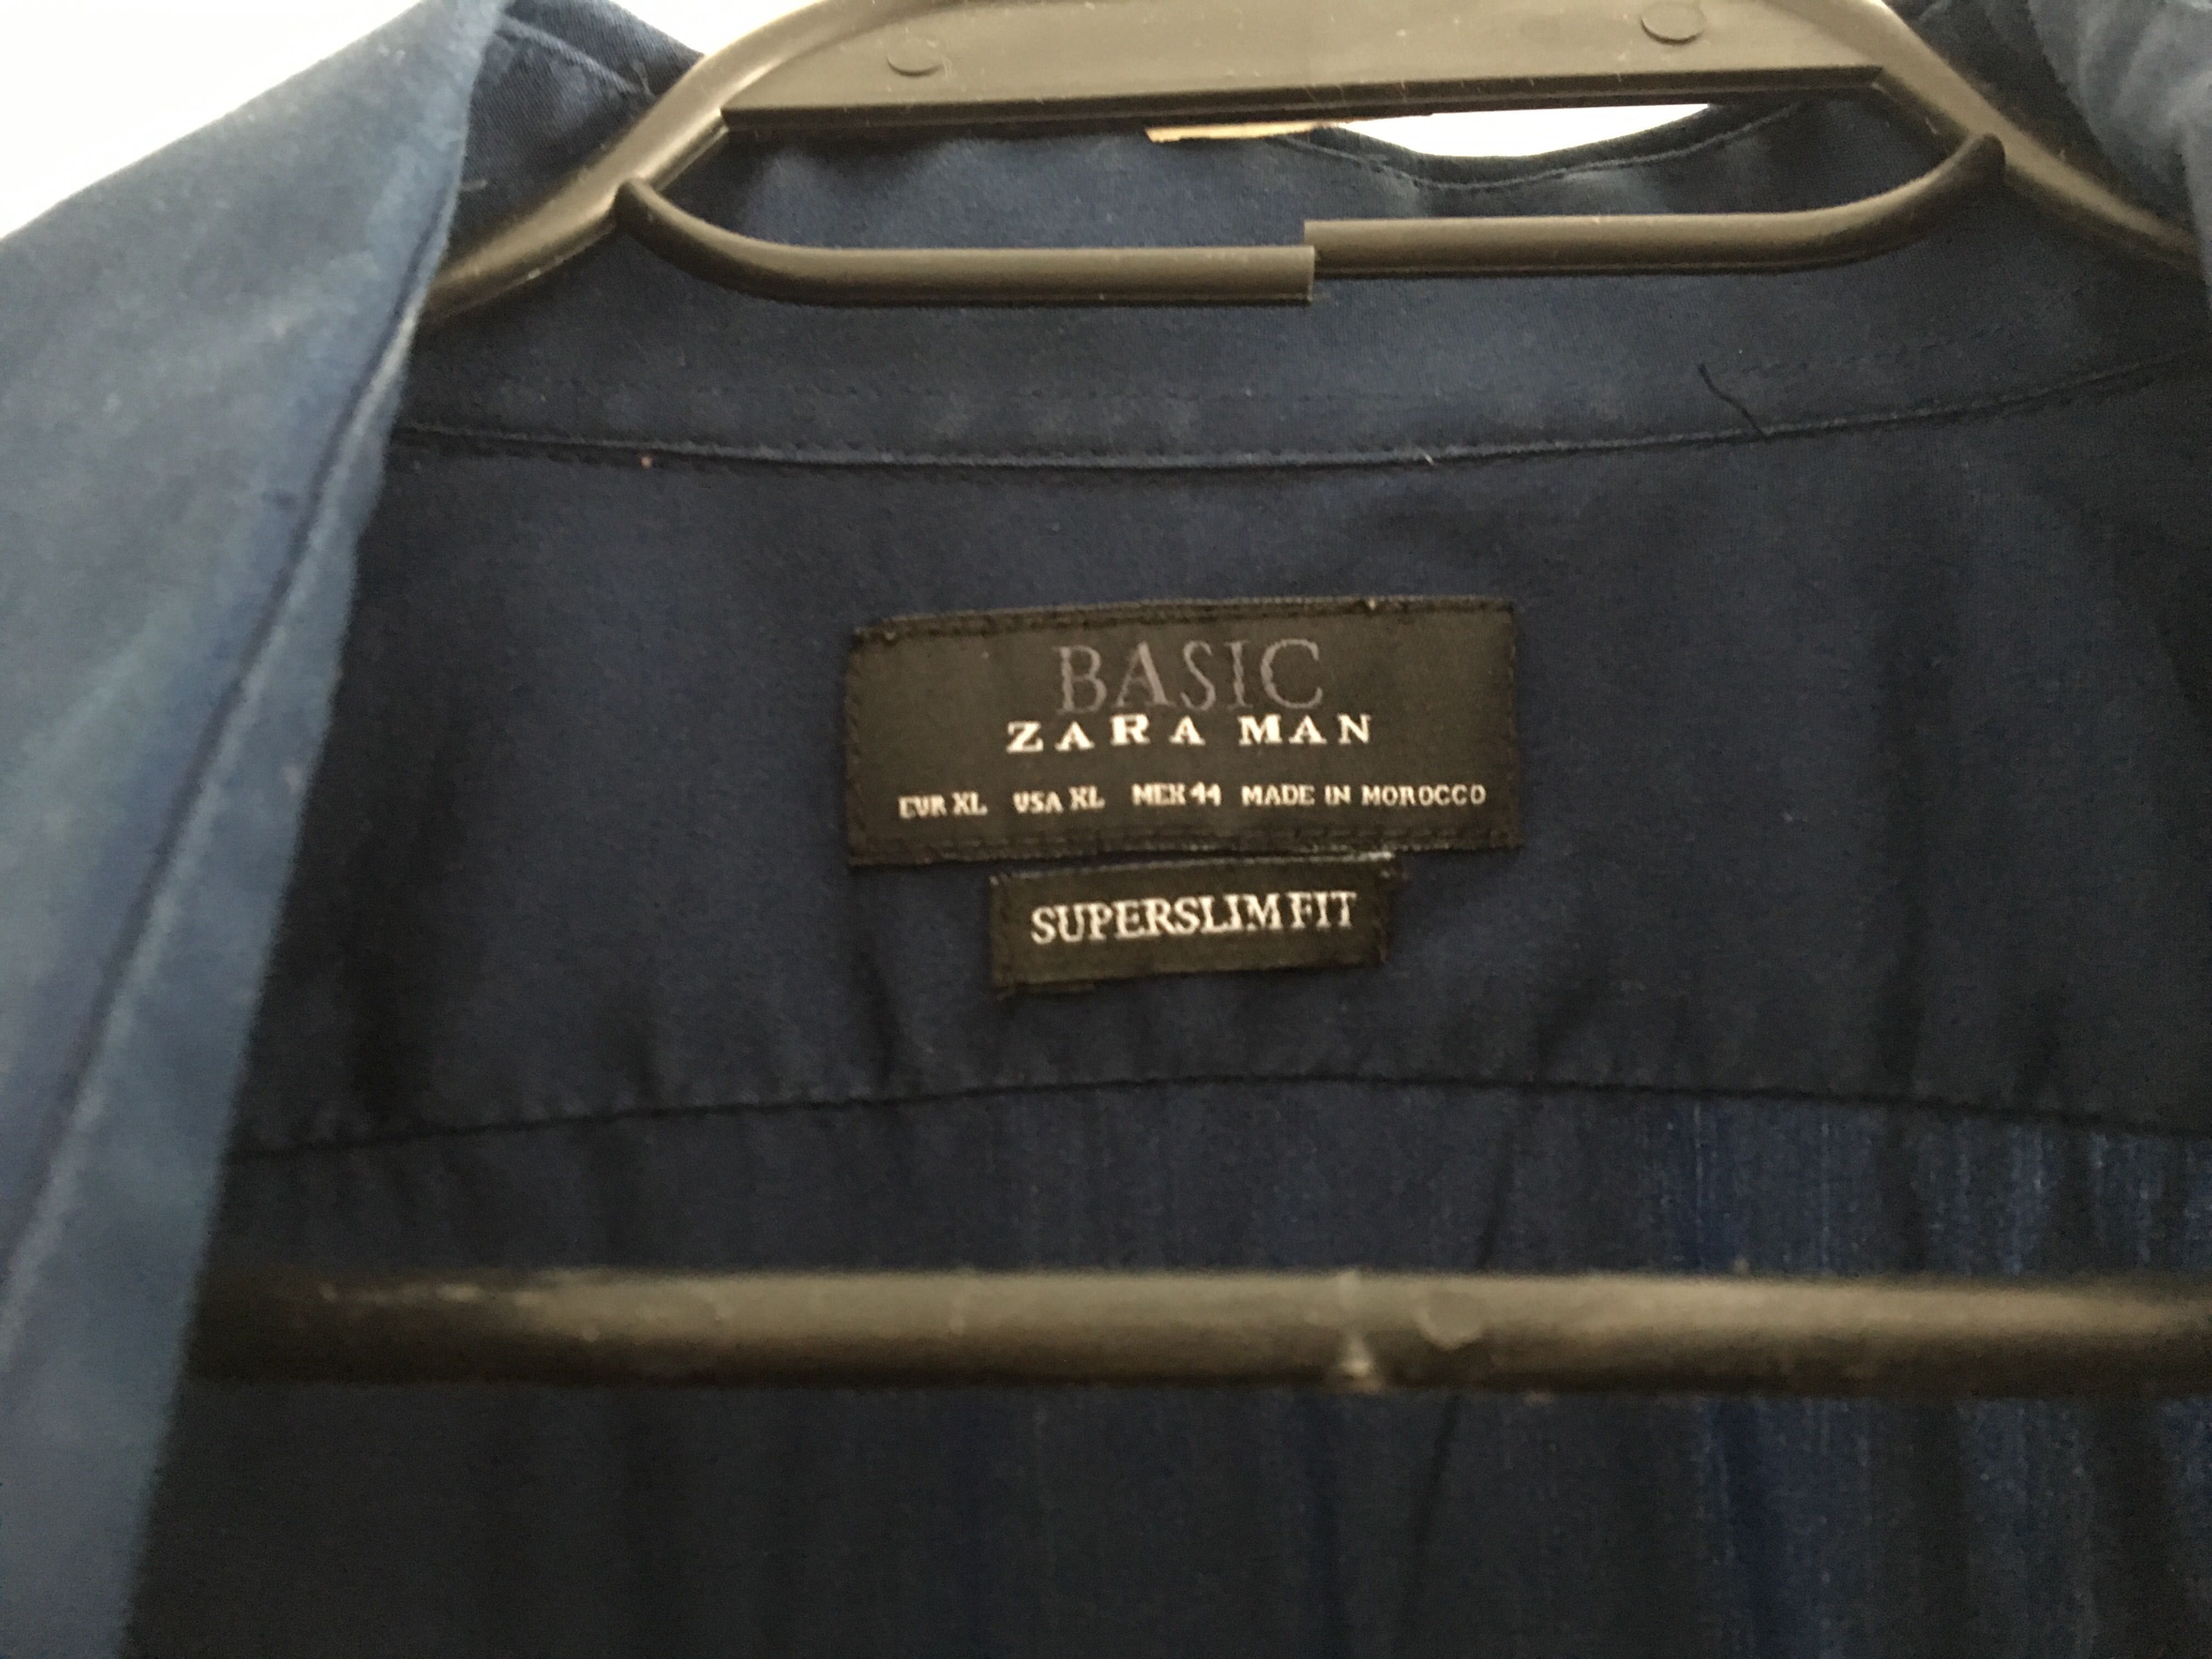 BASIC
ZARA MAN
EUR XL USA XL MEX 44 MADE IN MOROCCO
SUPERSLIM FIT